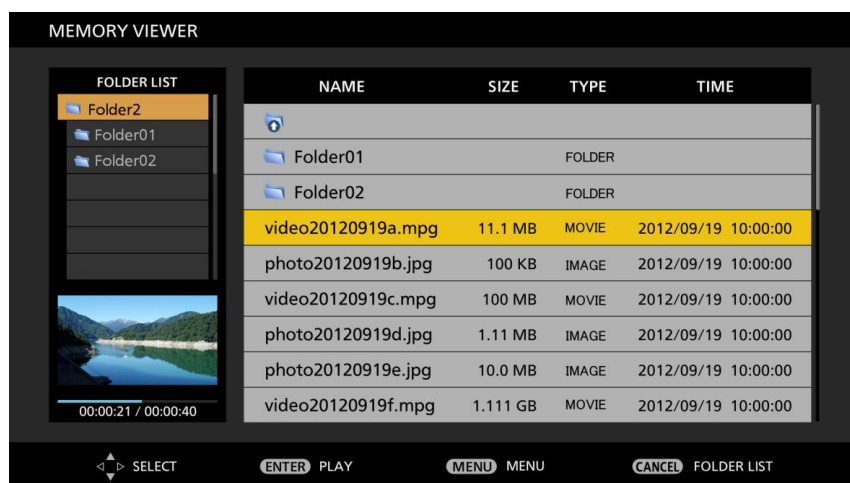 MEMORY VIEWER
FOLDER LIST
Folder2
Folder01
Folder02
00:00:21 / 00:00:40
NAME SIZE TYPE TIME
Folder01 FOLDER
Folder02 FOLDER
video20120919a.mpg 11.1 MB MOVIE 2012/09/19 10:00:00
photo20120919b.jpg 100 KB IMAGE 2012/09/19 10:00:00
video20120919c.mpg 100 MB MOVIE 2012/09/19 10:00:00
photo20120919d.jpg 1.11 MB IMAGE 2012/09/19 10:00:00
photo20120919e.jpg 10.0 MB IMAGE 2012/09/19 10:00:00
video20120919f.mpg 1.111 GB MOVIE 2012/09/19 10:00:00
SELECT ENTER PLAY MENU MENU CANCEL FOLDER LIST